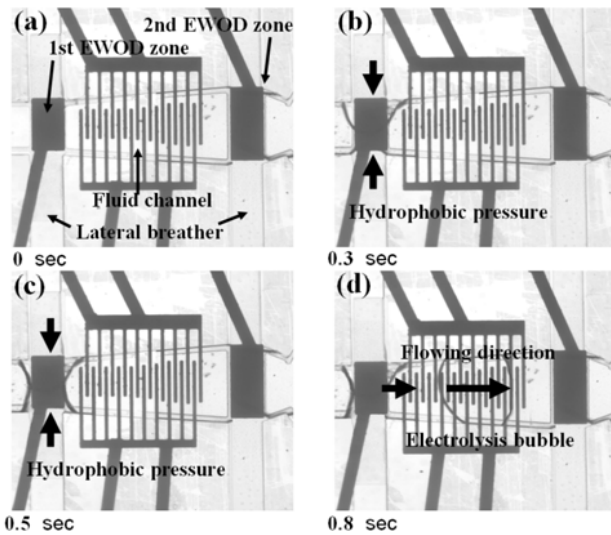 (a)
2nd EWOD zone
1st EWOD zone
Fluid channel
Lateral breather
0 sec
(b)
Hydrophobic pressure
0.3 sec
(c)
Hydrophobic pressure
0.5 sec
(d)
Flowing direction
Electrolysis bubble
0.8 sec